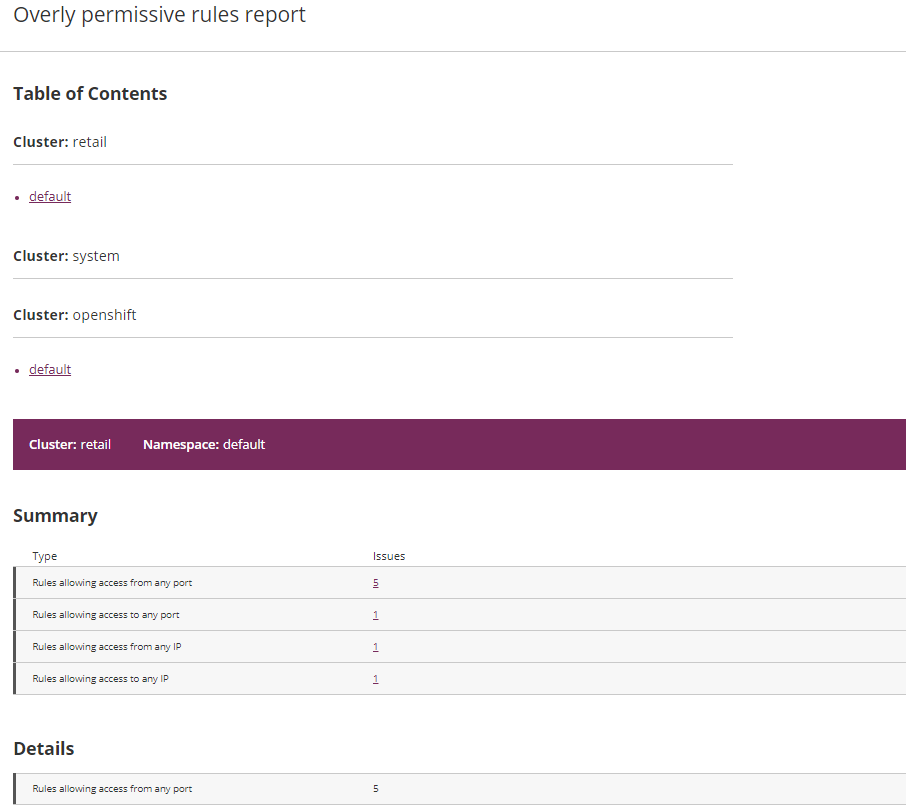 Overly permissive rules report
Table of Contents
Cluster: retail
• default
Cluster: system
Cluster: openshift
• default
Cluster: retail Namespace: default
Summary
Type Issues
Rules allowing access from any port 5
Rules allowing access to any port 1
Rules allowing access from any IP 1
Rules allowing access to any IP 1
Details
Rules allowing access from any port 5